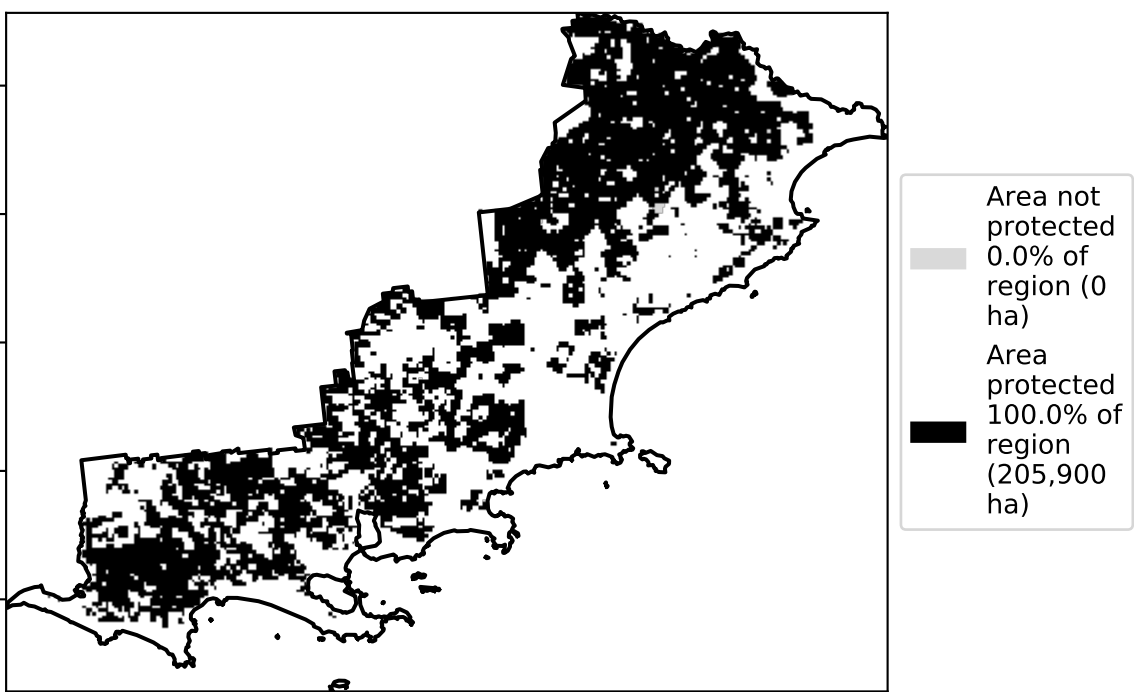 Area not
protected
0.0% of
region (0
ha)
Area
protected
100.0% of
region
(205,900
ha)